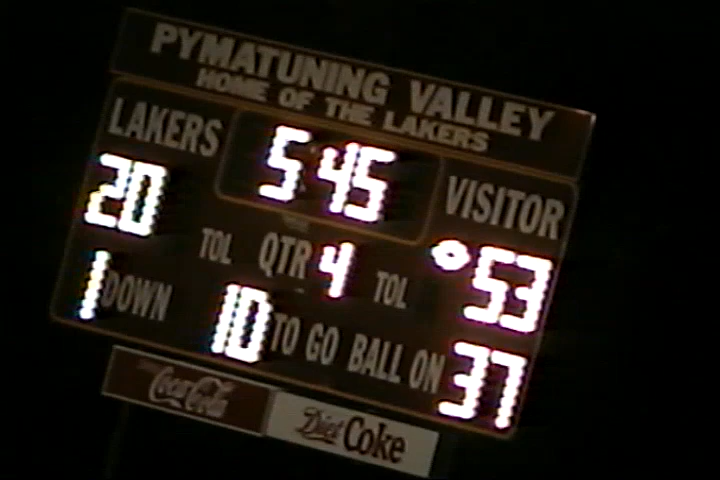 PYMATUNING VALLEY
HOME OF THE LAKERS
LAKERS 5 45 VISITOR
20 TOL QTR 4 TOL 53
1 DOWN 10 TO GO BALL ON 37
Coca-Cola Diet Coke